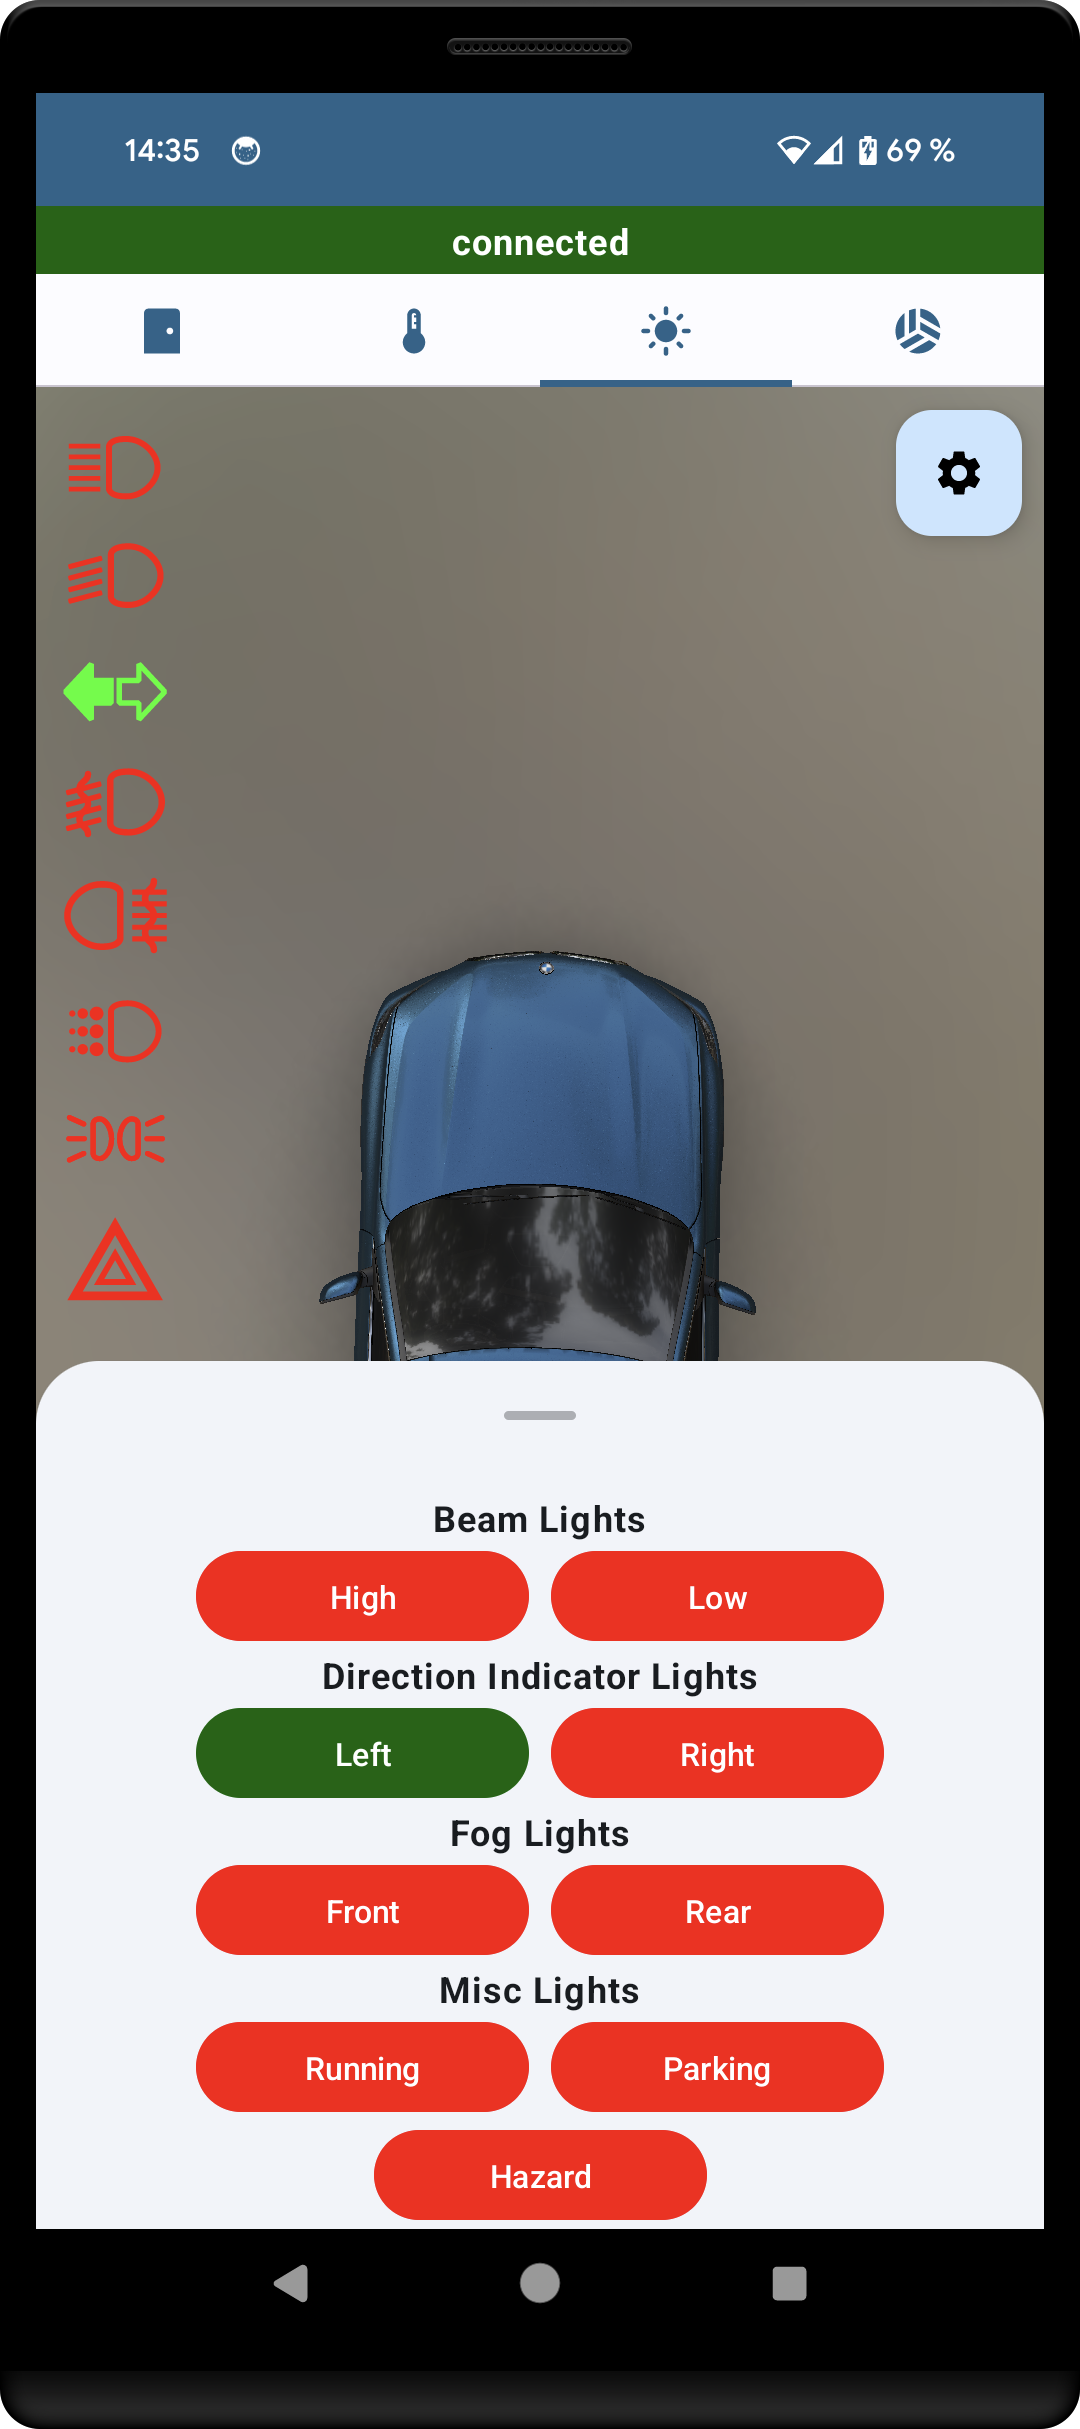 14:35 69 %
connected
Beam Lights
High Low
Direction Indicator Lights
Left Right
Fog Lights
Front Rear
Misc Lights
Running Parking
Hazard